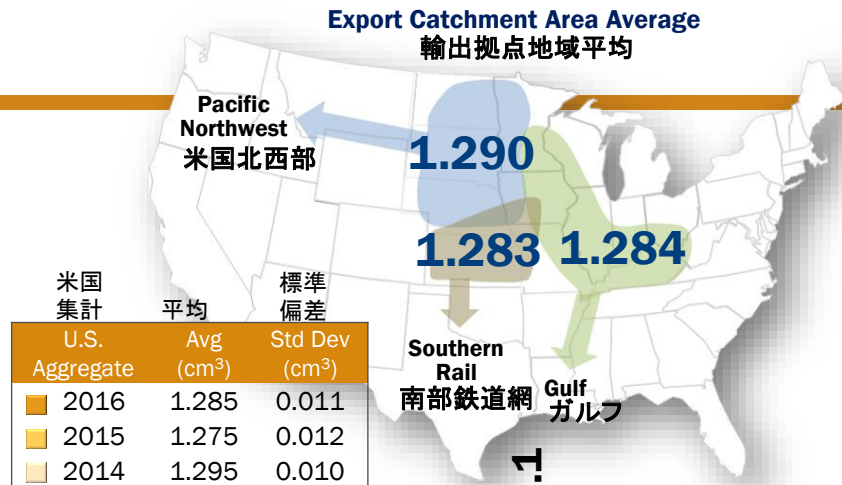 Export Catchment Area Average
輸出拠点地域平均
Pacific
Northwest
米国北西部
1.290
1.283
1.284
Southern
Rail
南部鉄道網
Gulf
ガルフ
米国
集計
平均
標準
偏差
U.S.
Aggregate
Avg
(cm³)
Std Dev
(cm³)
2016 1.285 0.011
2015 1.275 0.012
2014 1.295 0.010
.1